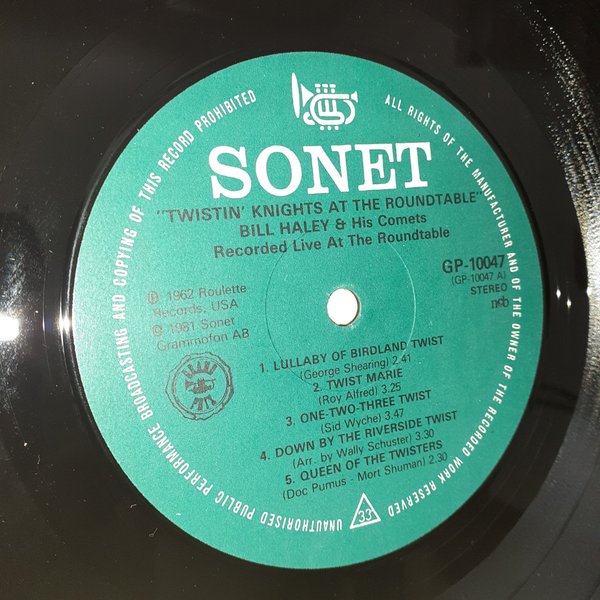 UNAUTHORISED PUBLIC PERFORMANCE BROADCASTING AND COPYING OF THIS RECORD PROHIBITED
ALL RIGHTS OF THE MANUFACTURER AND OF THE OWNER OF THE RECORDED WORK RESERVED
SONET
"TWISTIN' KNIGHTS AT THE ROUNDTABLE"
BILL HALEY & His Comets
Recorded Live At The Roundtable
GP-10047
(GP-10047 A)
STEREO
ncb
℗ 1962 Roulette
Records, USA
© 1981 Sonet
Grammofon AB
1. LULLABY OF BIRDLAND TWIST
(George Shearing) 2.41
2. TWIST MARIE
(Roy Alfred) 3.25
3. ONE-TWO-THREE TWIST
(Sid Wyche) 3.47
4. DOWN BY THE RIVERSIDE TWIST
(Arr. by Wally Schuster) 3.30
5. QUEEN OF THE TWISTERS
(Doc Pumus - Mort Shuman) 2.30
33